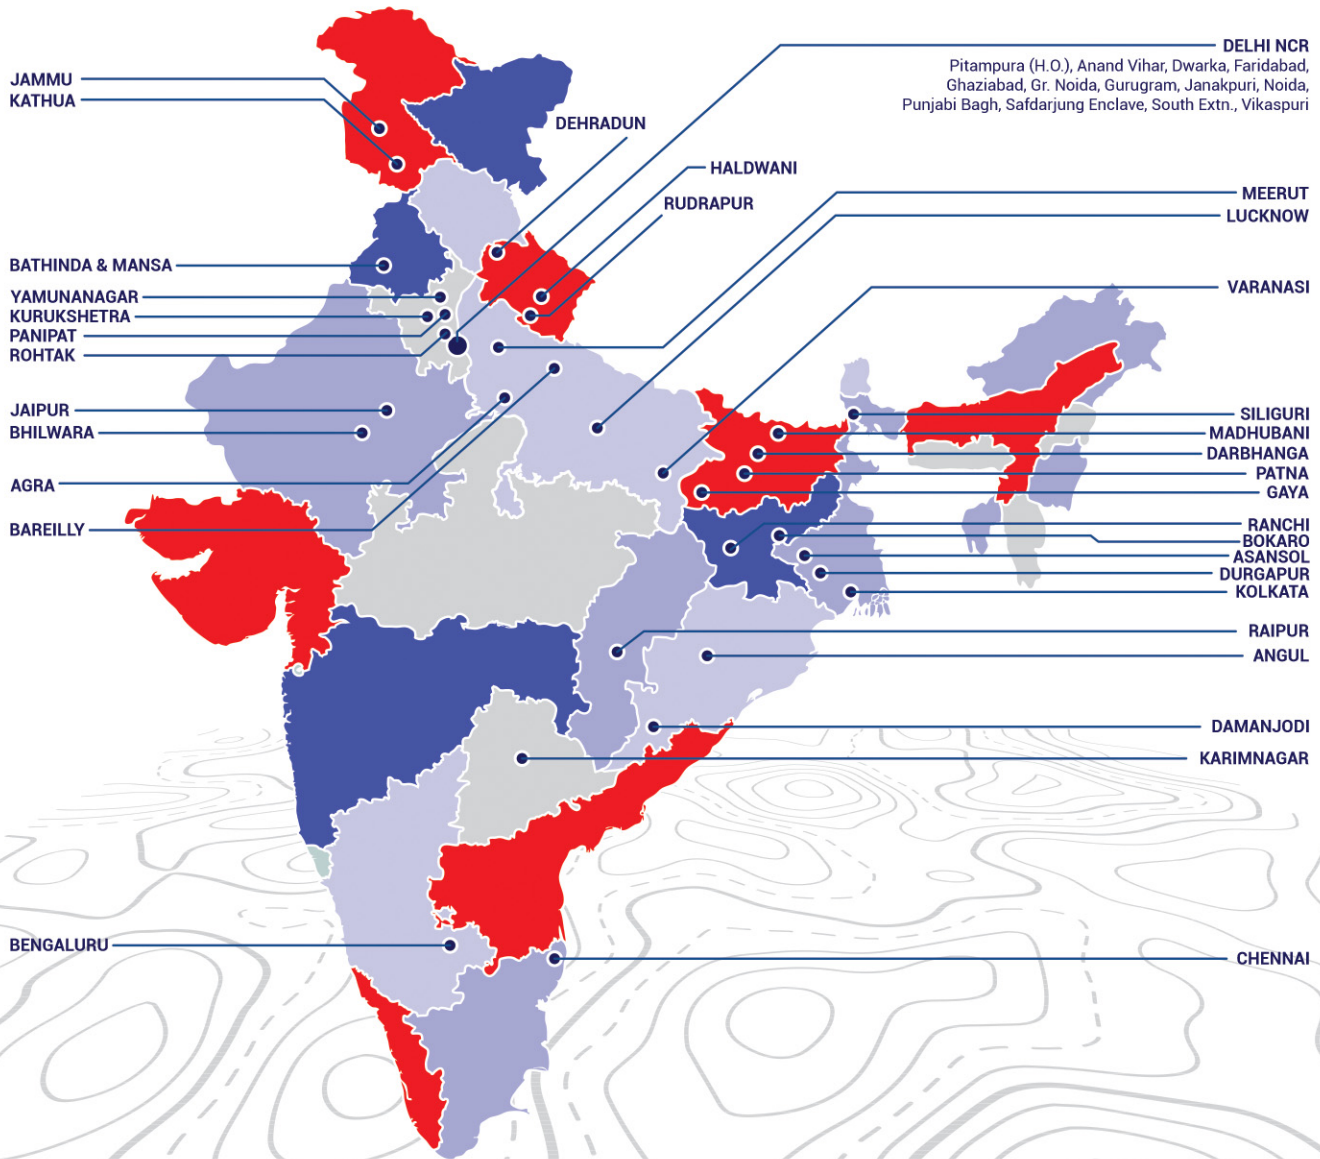 DELHI NCR
Pitampura (H.O.), Anand Vihar, Dwarka, Faridabad,
Ghaziabad, Gr. Noida, Gurugram, Janakpuri, Noida,
Punjabi Bagh, Safdarjung Enclave, South Extn., Vikaspuri
JAMMU
KATHUA
DEHRADUN
HALDWANI
RUDRAPUR
MEERUT
LUCKNOW
BATHINDA & MANSA
YAMUNANAGAR
KURUKSHETRA
PANIPAT
ROHTAK
VARANASI
JAIPUR
BHILWARA
AGRA
BAREILLY
SILIGURI
MADHUBANI
DARBHANGA
PATNA
GAYA
RANCHI
BOKARO
ASANSOL
DURGAPUR
KOLKATA
RAIPUR
ANGUL
DAMANJODI
KARIMNAGAR
BENGALURU
CHENNAI